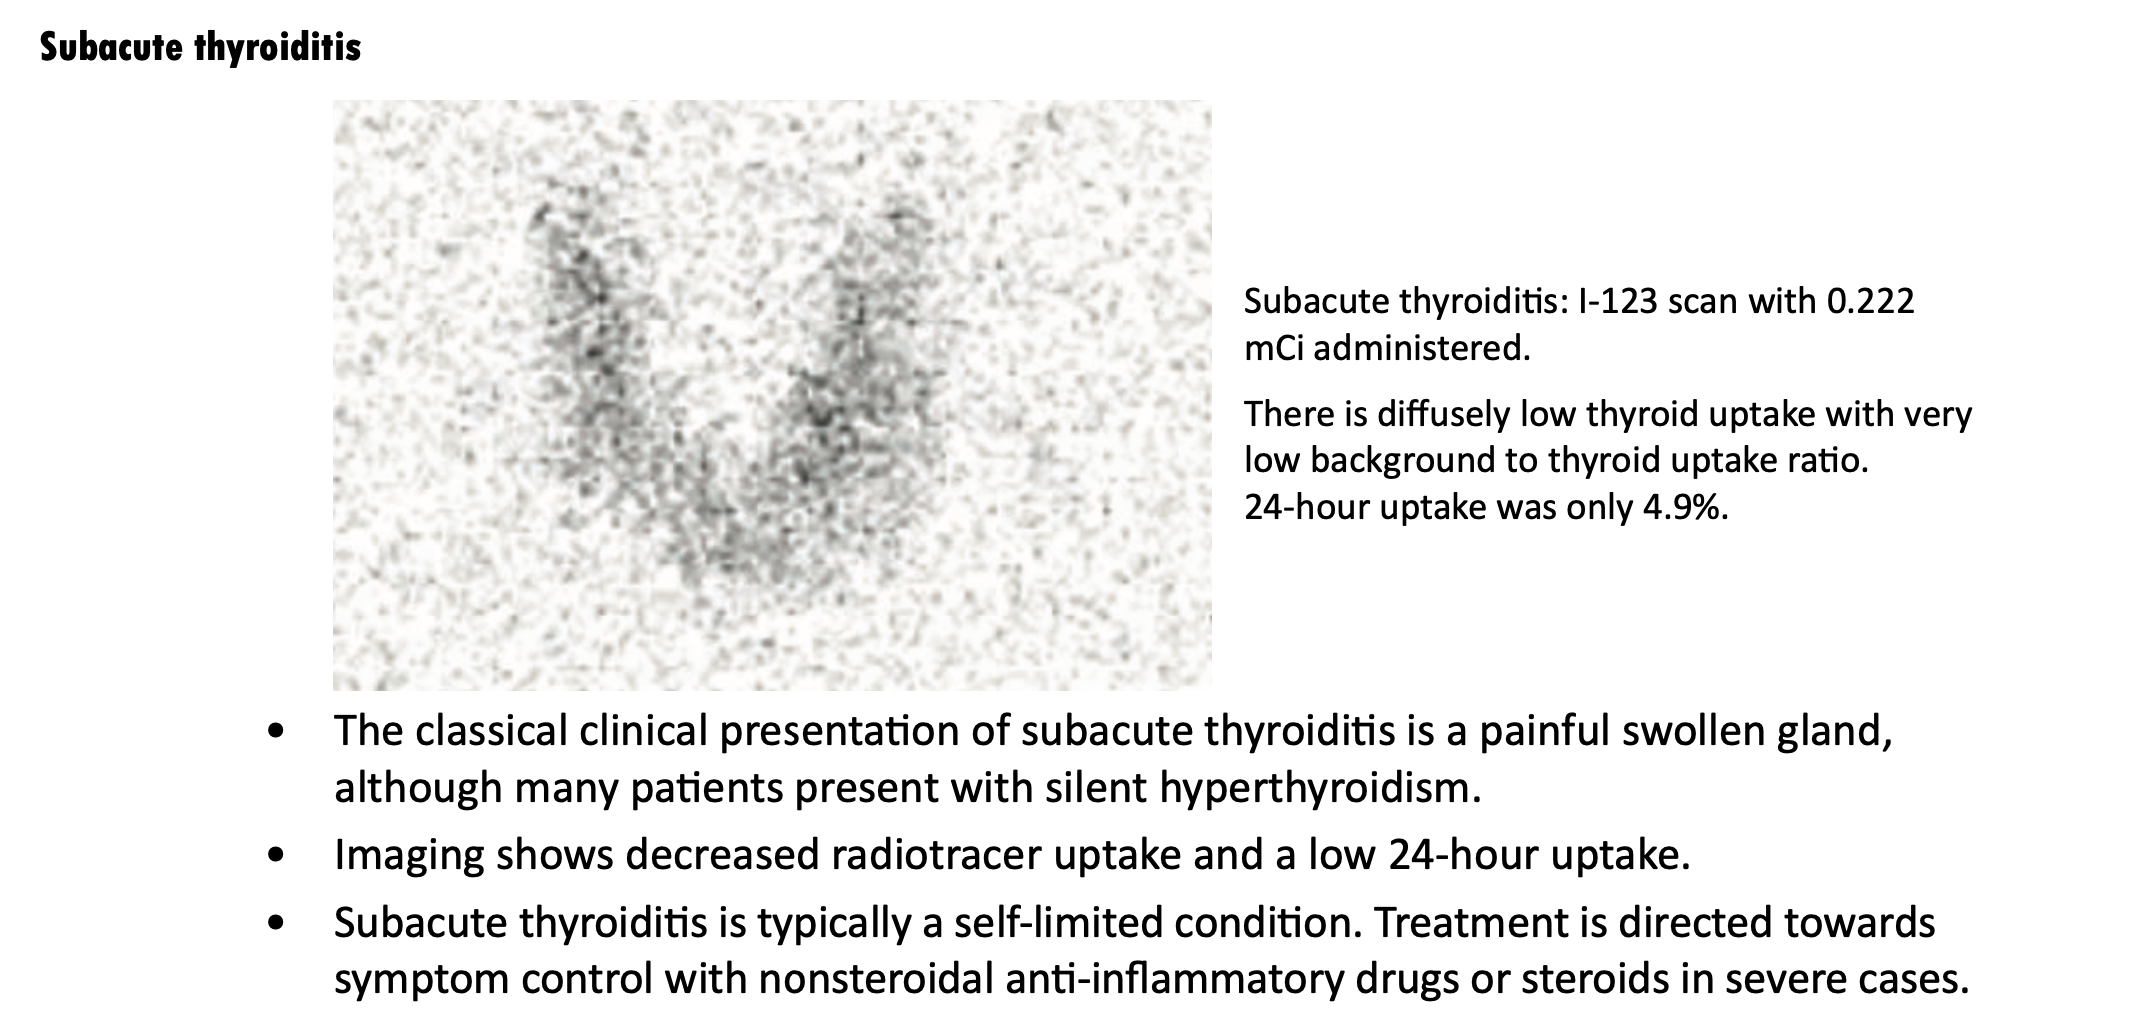 Subacute thyroiditis
Subacute thyroiditis: I-123 scan with 0.222
mCi administered.
There is diffusely low thyroid uptake with very
low background to thyroid uptake ratio.
24-hour uptake was only 4.9%.
• The classical clinical presentation of subacute thyroiditis is a painful swollen gland,
although many patients present with silent hyperthyroidism.
• Imaging shows decreased radiotracer uptake and a low 24-hour uptake.
• Subacute thyroiditis is typically a self-limited condition. Treatment is directed towards
symptom control with nonsteroidal anti-inflammatory drugs or steroids in severe cases.